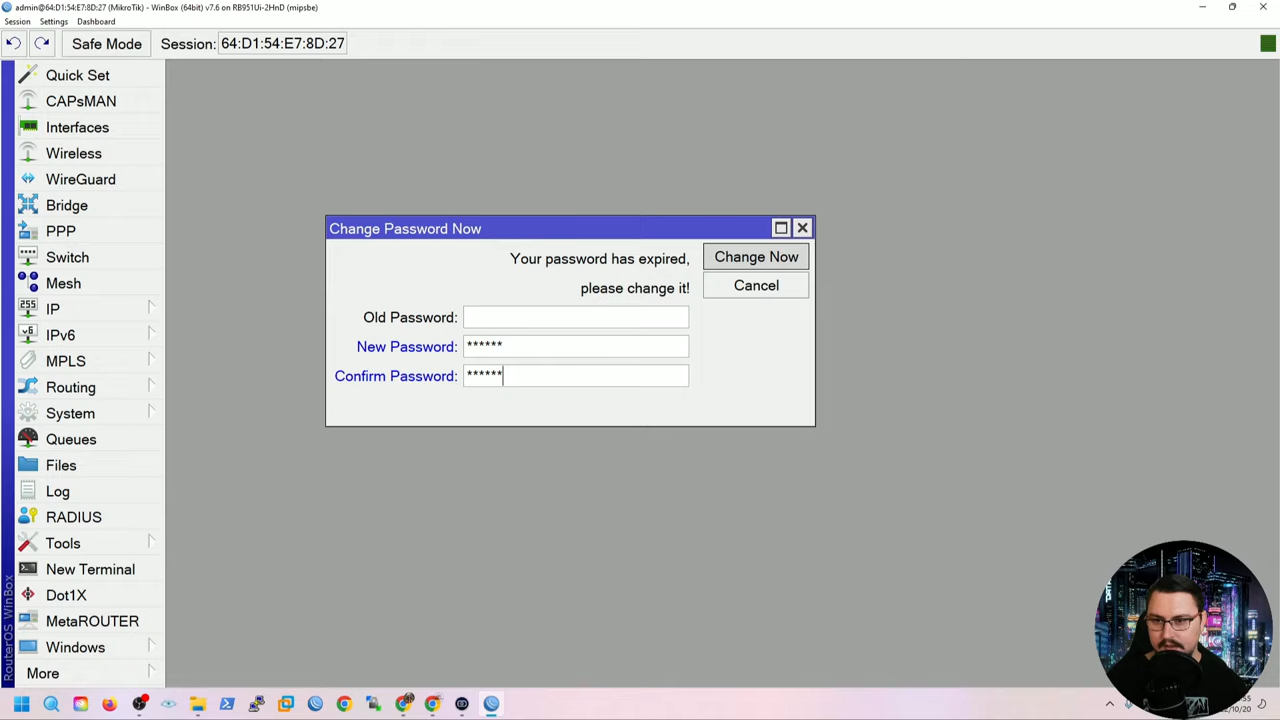 admin@64:D1:54:E7:8D:27 (MikroTik) - WinBox (64bit) v7.6 on RB951Ui-2HnD (mipsbe)
Session Settings Dashboard
Safe Mode Session: 64:D1:54:E7:8D:27
Quick Set
CAPsMAN
Interfaces
Wireless
WireGuard
Bridge
PPP
Switch
Mesh
255 IP
v6 IPv6
MPLS
Routing
System
Queues
Files
Log
RADIUS
Tools
New Terminal
Dot1X
MetaROUTER
Windows
More
RouterOS WinBox
Change Password Now
Your password has expired,
please change it!
Change Now
Cancel
Old Password:
New Password: ******
Confirm Password: ******